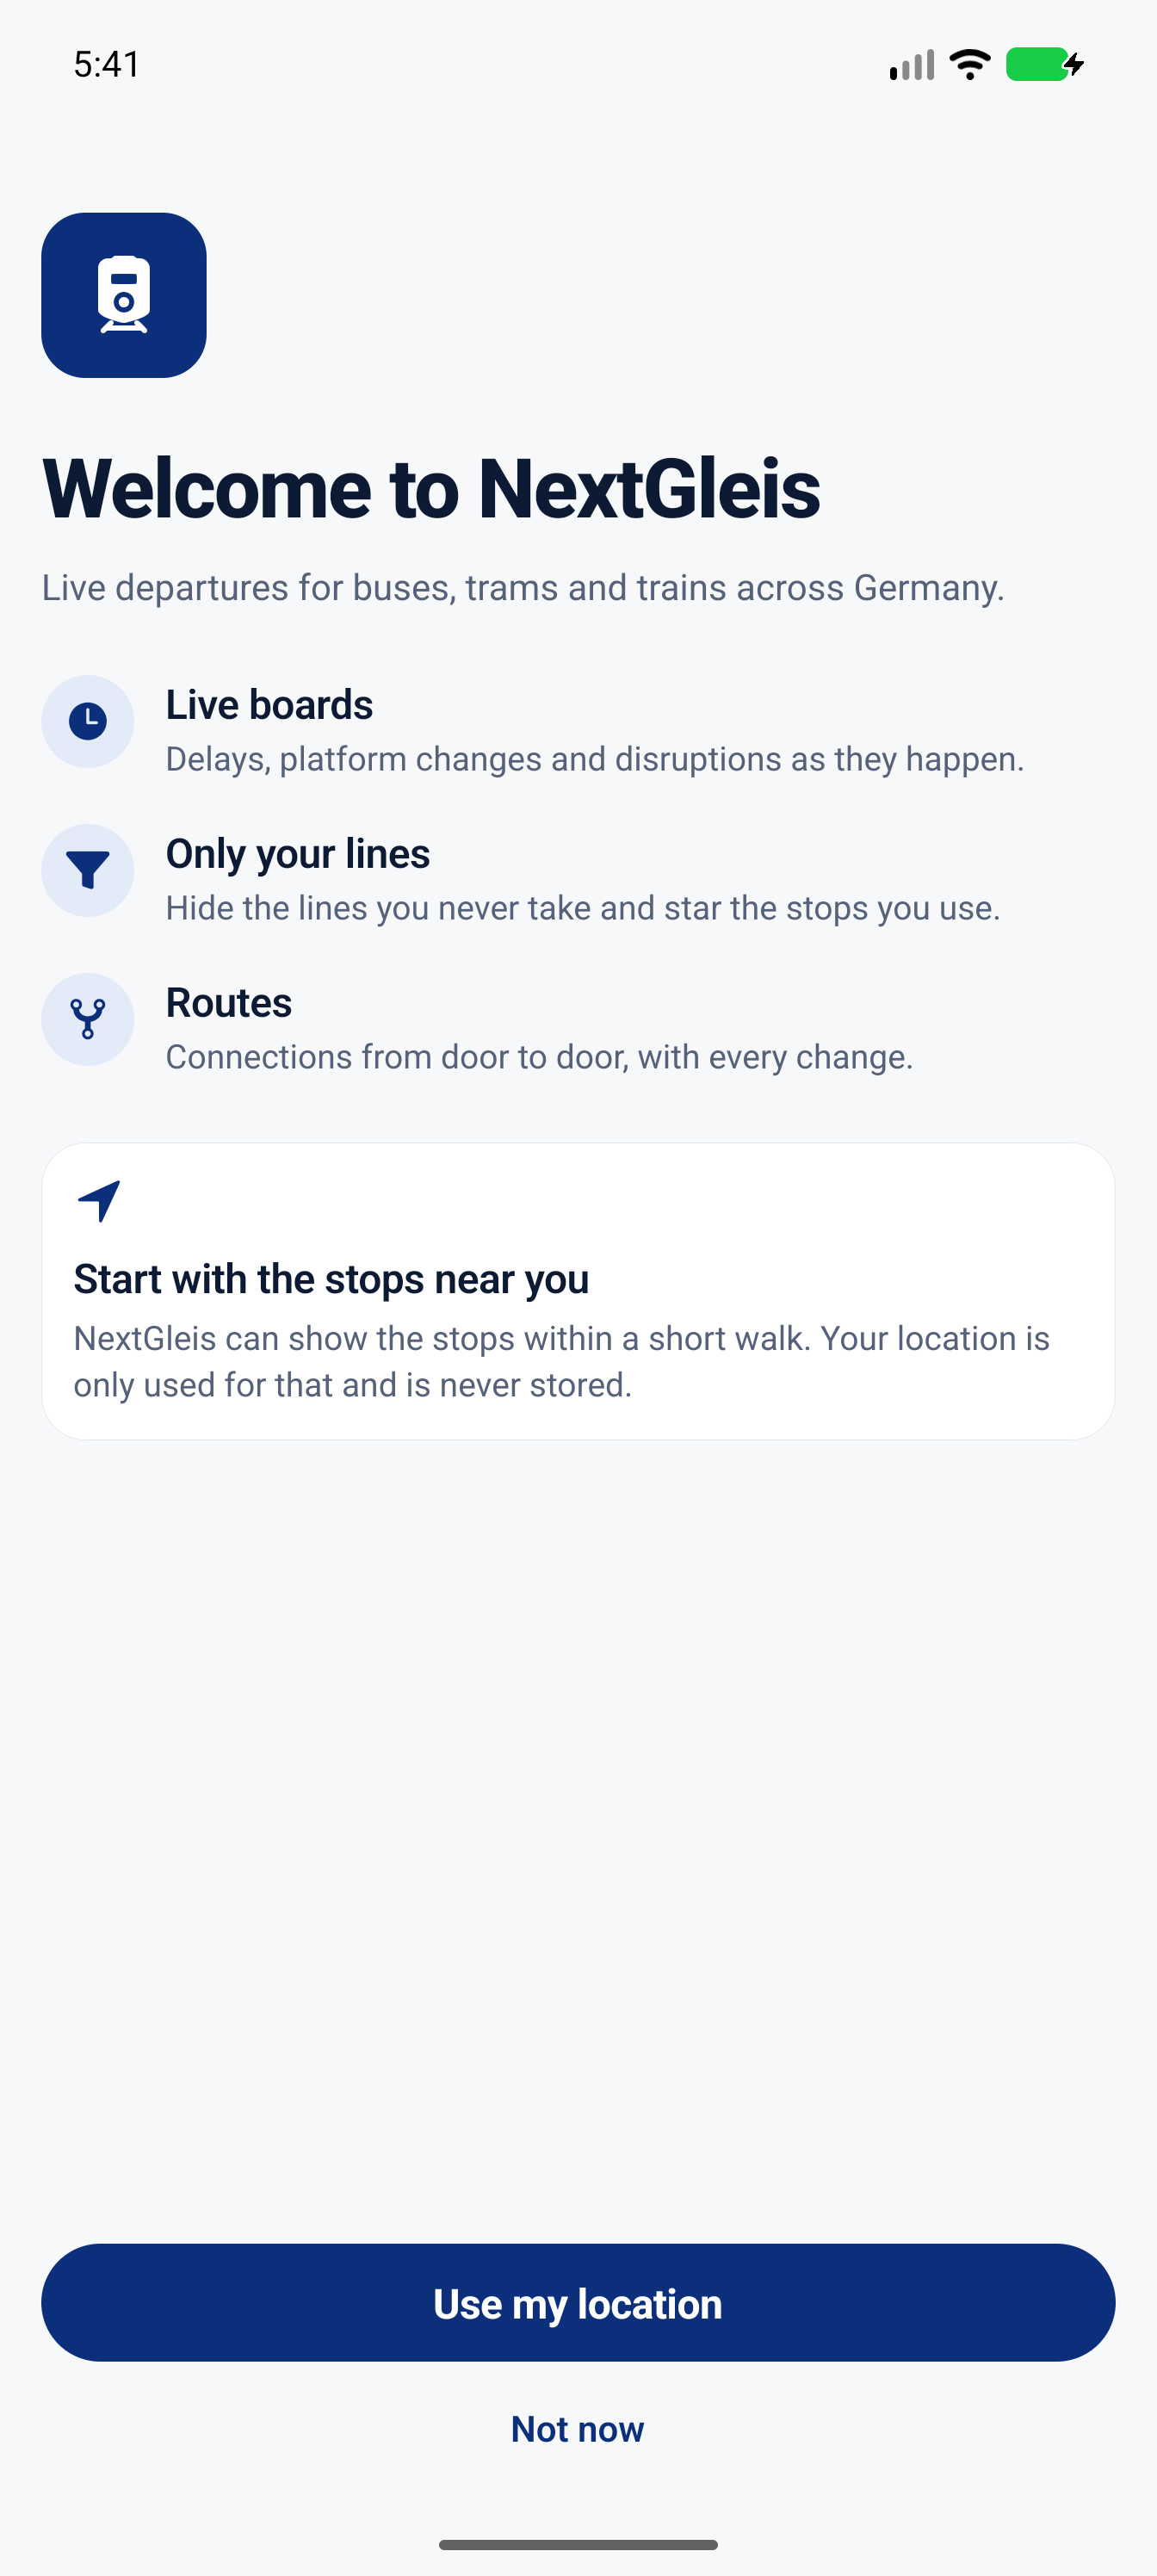 5:41
Welcome to NextGleis
Live departures for buses, trams and trains across Germany.
Live boards
Delays, platform changes and disruptions as they happen.
Only your lines
Hide the lines you never take and star the stops you use.
Routes
Connections from door to door, with every change.
Start with the stops near you
NextGleis can show the stops within a short walk. Your location is
only used for that and is never stored.
Use my location
Not now